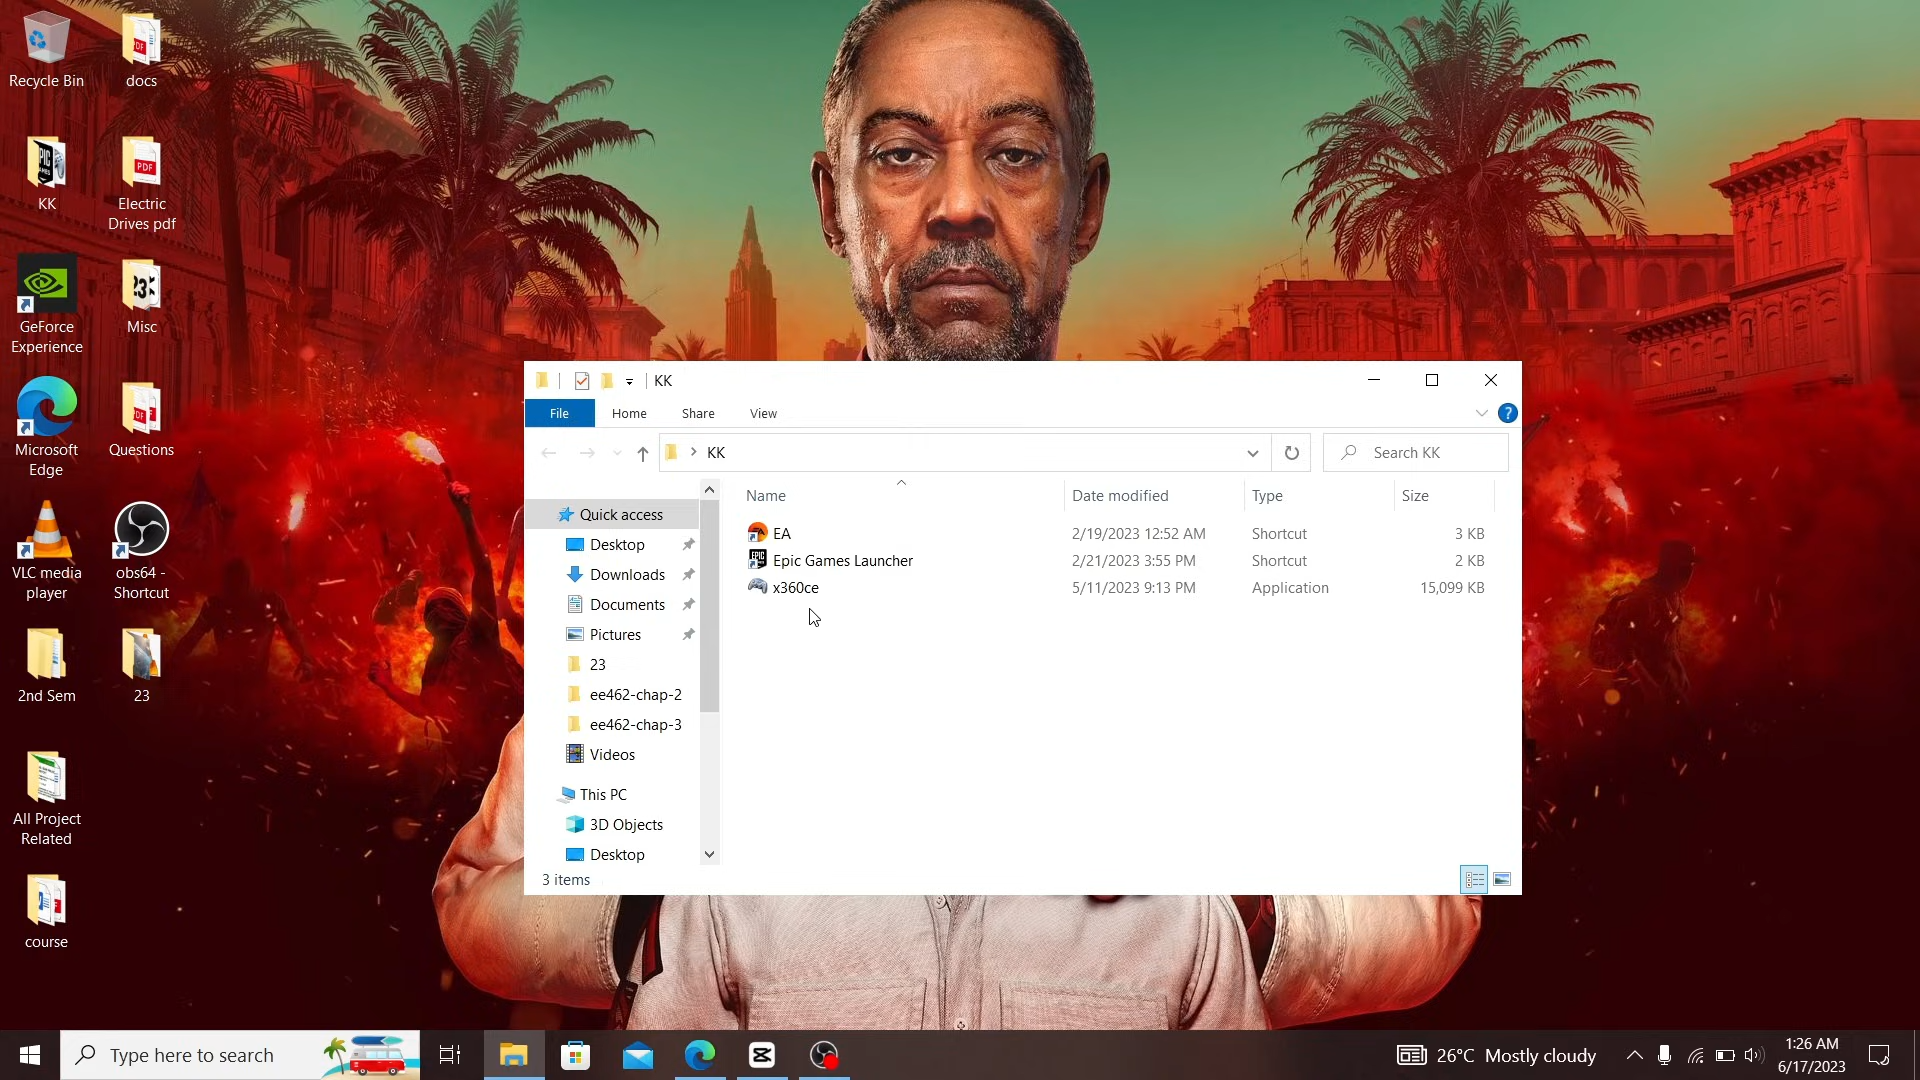 Recycle Bin
docs
KK
Electric
Drives pdf
GeForce
Experience
Misc
Microsoft
Edge
Questions
VLC media
player
obs64 -
Shortcut
2nd Sem
23
All Project
Related
course
KK
File
Home
Share
View
?
KK
Search KK
Name
Date modified
Type
Size
Quick access
Desktop
Downloads
Documents
Pictures
23
ee462-chap-2
ee462-chap-3
Videos
This PC
3D Objects
Desktop
EA 2/19/2023 12:52 AM Shortcut 3 KB
Epic Games Launcher 2/21/2023 3:55 PM Shortcut 2 KB
x360ce 5/11/2023 9:13 PM Application 15,099 KB
3 items
Type here to search
26°C Mostly cloudy
1:26 AM
6/17/2023